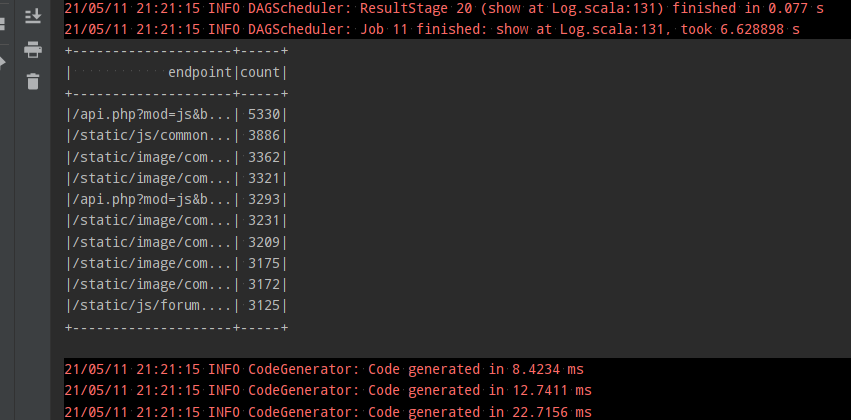 21/05/11 21:21:15 INFO DAGScheduler: ResultStage 20 (show at Log.scala:131) finished in 0.077 s
21/05/11 21:21:15 INFO DAGScheduler: Job 11 finished: show at Log.scala:131, took 6.628898 s
+--------------------+-----+
|            endpoint|count|
+--------------------+-----+
|/api.php?mod=js&b...| 5330|
|/static/js/common...| 3886|
|/static/image/com...| 3362|
|/static/image/com...| 3321|
|/api.php?mod=js&b...| 3293|
|/static/image/com...| 3231|
|/static/image/com...| 3209|
|/static/image/com...| 3175|
|/static/image/com...| 3172|
|/static/js/forum....| 3125|
+--------------------+-----+
21/05/11 21:21:15 INFO CodeGenerator: Code generated in 8.4234 ms
21/05/11 21:21:15 INFO CodeGenerator: Code generated in 12.7411 ms
21/05/11 21:21:15 INFO CodeGenerator: Code generated in 22.7156 ms